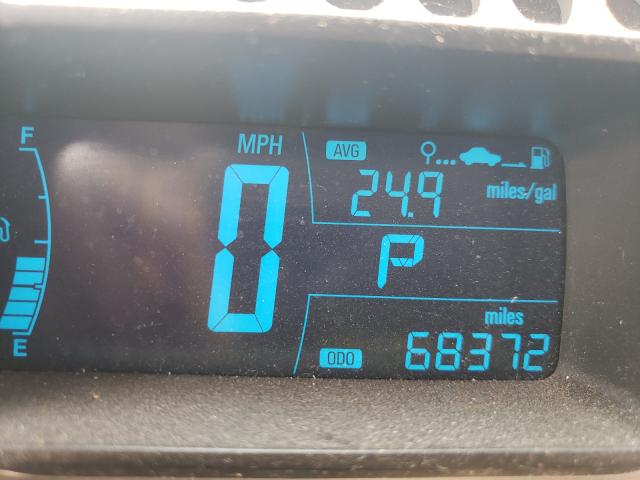 F
MPH
AVG
24.9 miles/gal
0
P
E
miles
ODO 68372